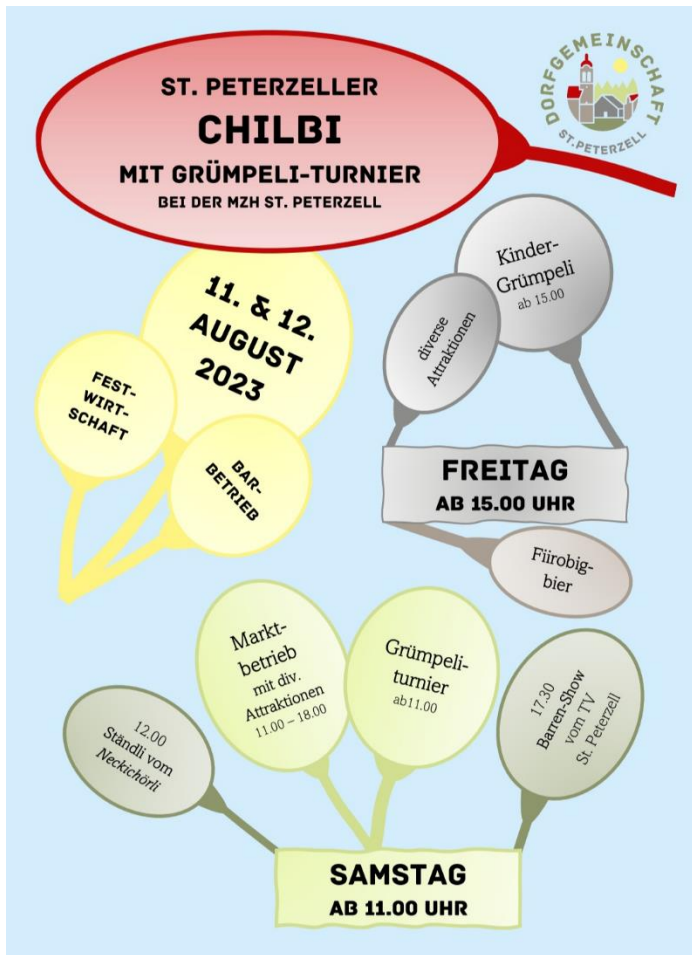 ST. PETERZELLER
CHILBI
MIT GRÜMPELI-TURNIER
BEI DER MZH ST. PETERZELL
DORFGEMEINSCHAFT
ST. PETERZELL
11. & 12.
AUGUST
2023
FEST-
WIRT-
SCHAFT
BAR-
BETRIEB
Kinder-
Grümpeli
ab 15.00
diverse
Attraktionen
FREITAG
AB 15.00 UHR
Fiirobig-
bier
Markt-
betrieb
mit div.
Attraktionen
11.00 – 18.00
Grümpeli-
turnier
ab11.00
12.00
Ständli vom
Neckichörli
17.30
Barren-Show
vom TV
St. Peterzell
SAMSTAG
AB 11.00 UHR